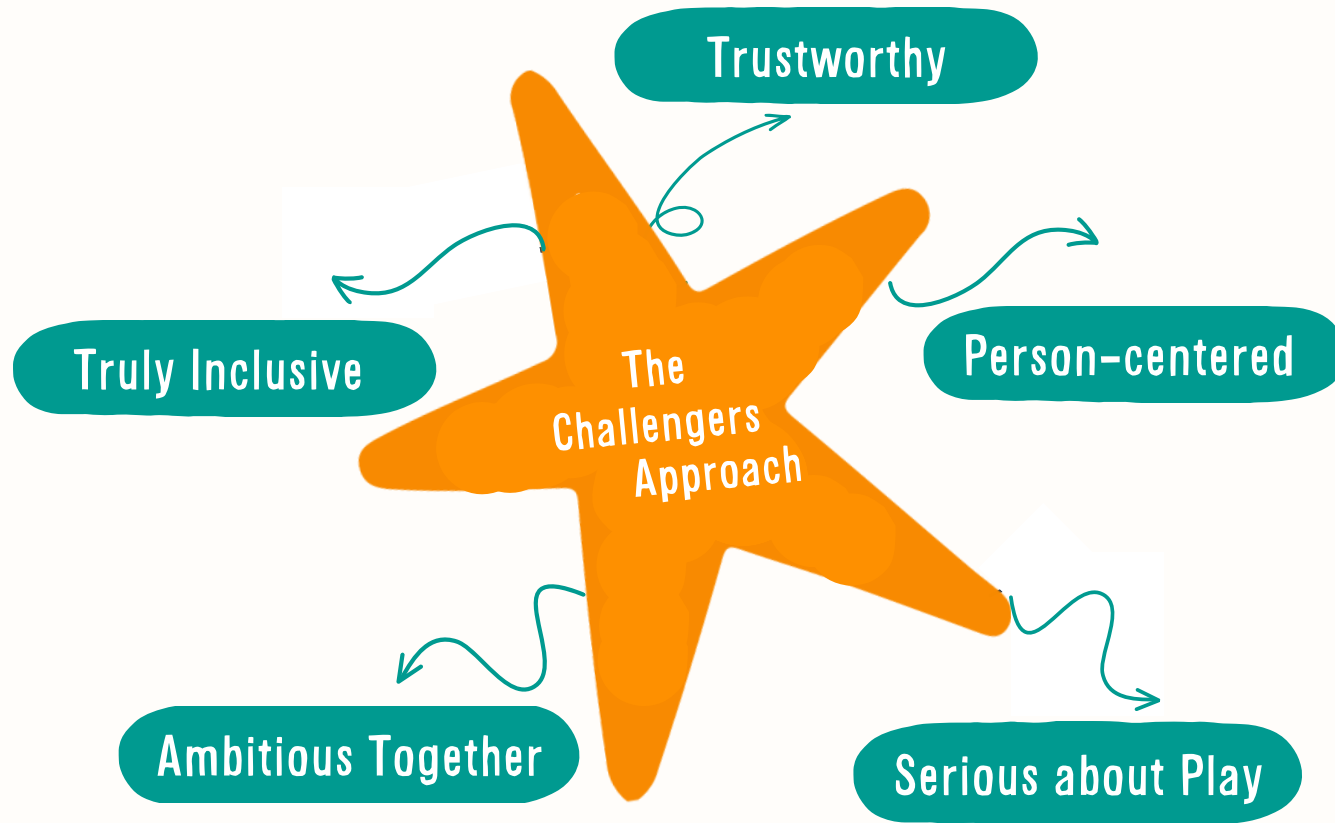 Trustworthy
Truly Inclusive
Person-centered
The
Challengers
Approach
Ambitious Together
Serious about Play